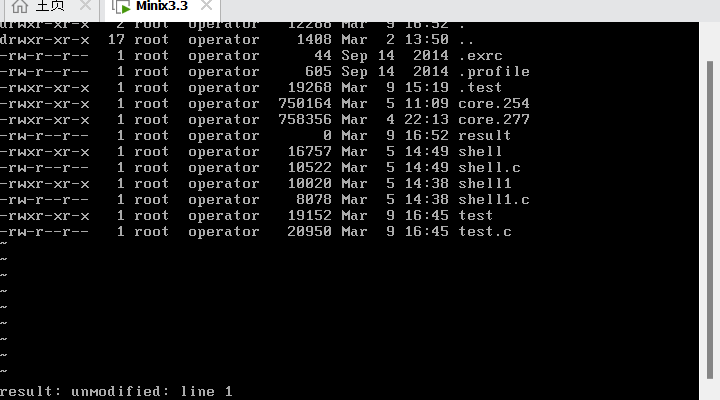 主页 × Minix3.3 ×
drwxr-xr-x 2 root operator 12288 Mar 9 16:52 .
drwxr-xr-x 17 root operator 1408 Mar 2 13:50 ..
-rw-r--r-- 1 root operator 44 Sep 14 2014 .exrc
-rw-r--r-- 1 root operator 605 Sep 14 2014 .profile
-rwxr-xr-x 1 root operator 19268 Mar 9 15:19 .test
-rwxr-xr-x 1 root operator 750164 Mar 5 11:09 core.254
-rwxr-xr-x 1 root operator 758356 Mar 4 22:13 core.277
-rw-r--r-- 1 root operator 0 Mar 9 16:52 result
-rwxr-xr-x 1 root operator 16757 Mar 5 14:49 shell
-rw-r--r-- 1 root operator 10522 Mar 5 14:49 shell.c
-rwxr-xr-x 1 root operator 10020 Mar 5 14:38 shell1
-rw-r--r-- 1 root operator 8078 Mar 5 14:38 shell1.c
-rwxr-xr-x 1 root operator 19152 Mar 9 16:45 test
-rw-r--r-- 1 root operator 20950 Mar 9 16:45 test.c
~
~
~
~
~
~
~
~
~
result: unmodified: line 1